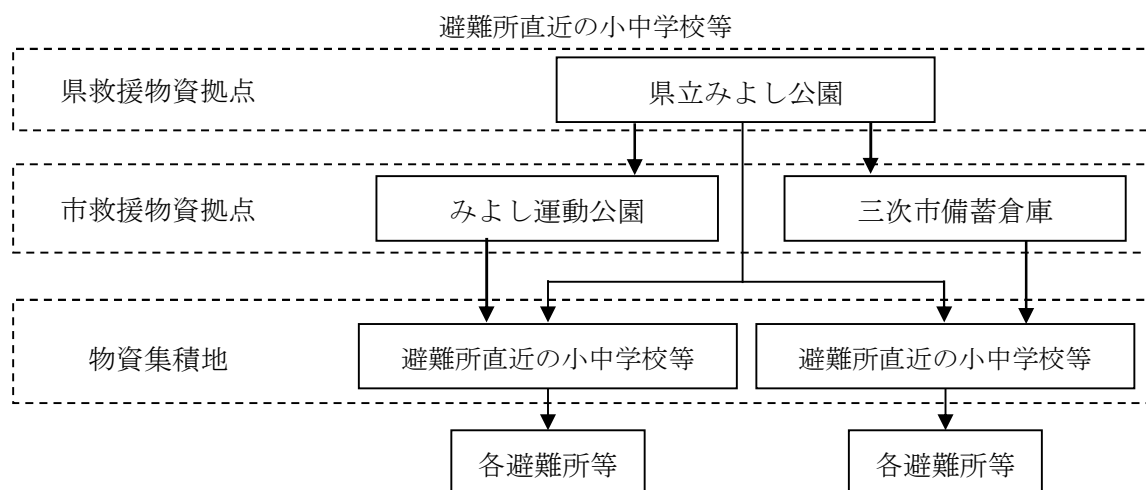 避難所直近の小中学校等
県救援物資拠点
県立みよし公園
市救援物資拠点
みよし運動公園
三次市備蓄倉庫
物資集積地
避難所直近の小中学校等
避難所直近の小中学校等
各避難所等
各避難所等